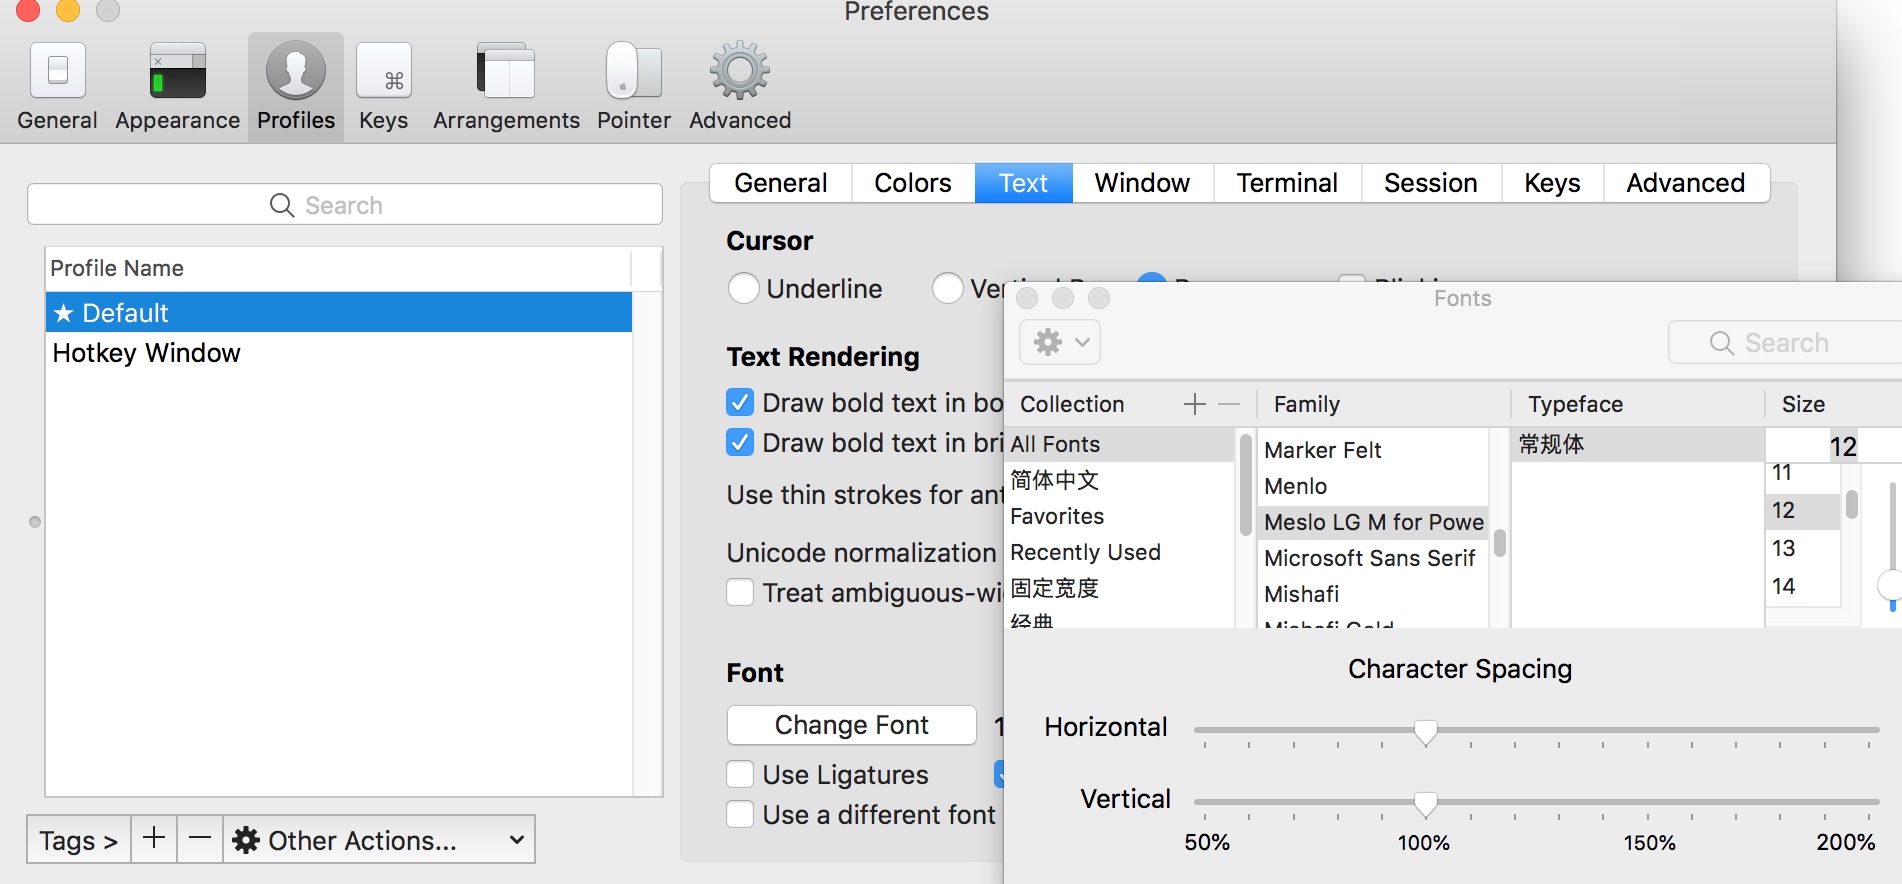 Preferences
General Appearance Profiles Keys Arrangements Pointer Advanced
Search
Profile Name
★ Default
Hotkey Window
Tags > + − Other Actions...
General Colors Text Window Terminal Session Keys Advanced
Cursor
Underline
Text Rendering
Draw bold text in bo
Draw bold text in bri
Use thin strokes for ant
Unicode normalization
Treat ambiguous-wi
Font
Change Font 1
Use Ligatures
Use a different font
Fonts
Search
Collection + − Family Typeface Size
All Fonts
简体中文
Favorites
Recently Used
固定宽度
经典
Marker Felt
Menlo
Meslo LG M for Powe
Microsoft Sans Serif
Mishafi
Mishafi Gold
常规体
12
11
12
13
14
Character Spacing
Horizontal
Vertical
50% 100% 150% 200%